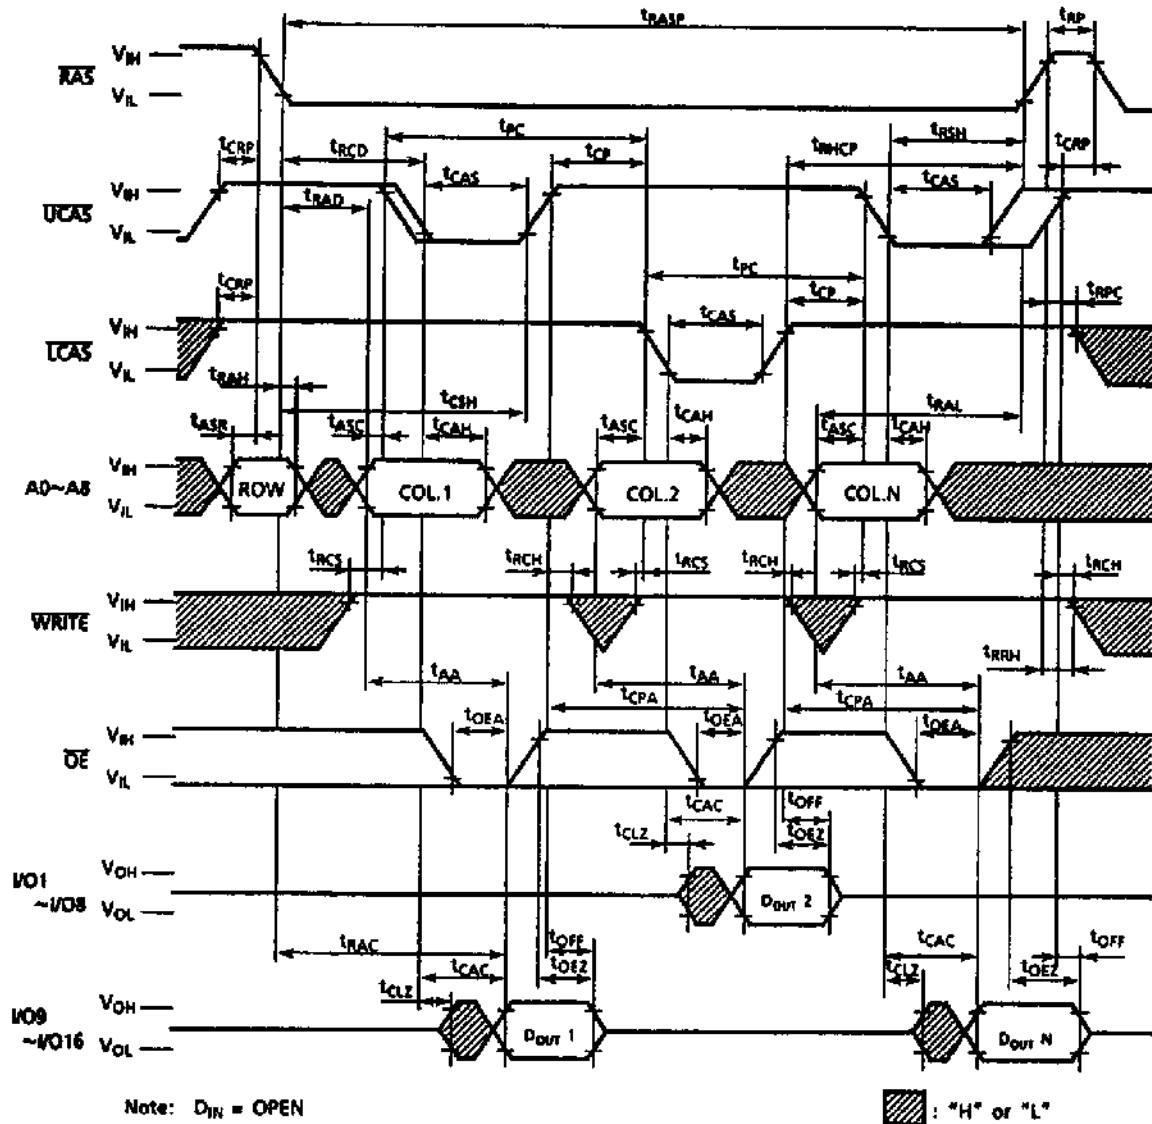 tRASP tRP
RAS VIH
VIL
tPC tRSH
tCRP tRCD tCP tRHCP tCRP
UCAS VIH tCAS tCAS
tRAD
VIL
tCRP tPC
tCP tRPC
LCAS VIH tCAS
VIL
tRAH tCSH tRAL
tASR tASC tCAH tASC tCAH tASC tCAH
A0~A8 VIH ROW COL.1 COL.2 COL.N
VIL
tRCS tRCH tRCS tRCH tRCS tRCH
WRITE VIH
VIL
tRRH
tAA tAA tAA
tCPA tCPA
tOEA tOEA tOEA
OE VIH
VIL
tCAC tOFF
tCLZ tOEZ
I/O1 VOH
~I/O8 VOL DOUT 2
tRAC tOFF tCAC tOFF
tCAC tOEZ tCLZ tOEZ
tCLZ
I/O9 VOH
~I/O16 VOL DOUT 1 DOUT N
Note: DIN = OPEN : "H" or "L"